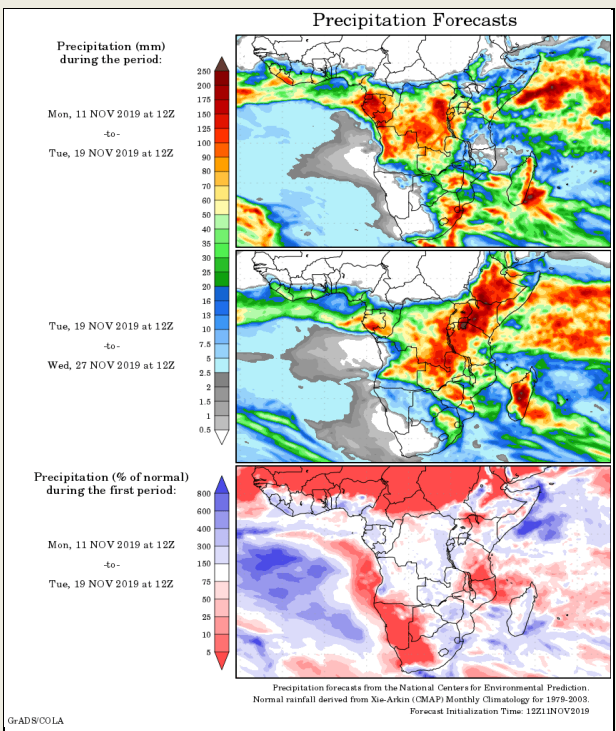 Precipitation Forecasts
Precipitation (mm)
during the period:
Mon, 11 NOV 2019 at 12Z
-to-
Tue, 19 NOV 2019 at 12Z
250
200
175
150
125
100
90
80
70
60
50
40
35
30
25
20
16
13
10
7.5
5
2.5
2
1.5
1
0.5
Tue, 19 NOV 2019 at 12Z
-to-
Wed, 27 NOV 2019 at 12Z
Precipitation (% of normal)
during the first period:
Mon, 11 NOV 2019 at 12Z
-to-
Tue, 19 NOV 2019 at 12Z
800
600
400
300
150
75
50
25
10
5
Precipitation forecasts from the National Centers for Environmental Prediction.
Normal rainfall derived from Xie-Arkin (CMAP) Monthly Climatology for 1979-2003.
Forecast Initialization Time: 12Z11NOV2019
GrADS/COLA